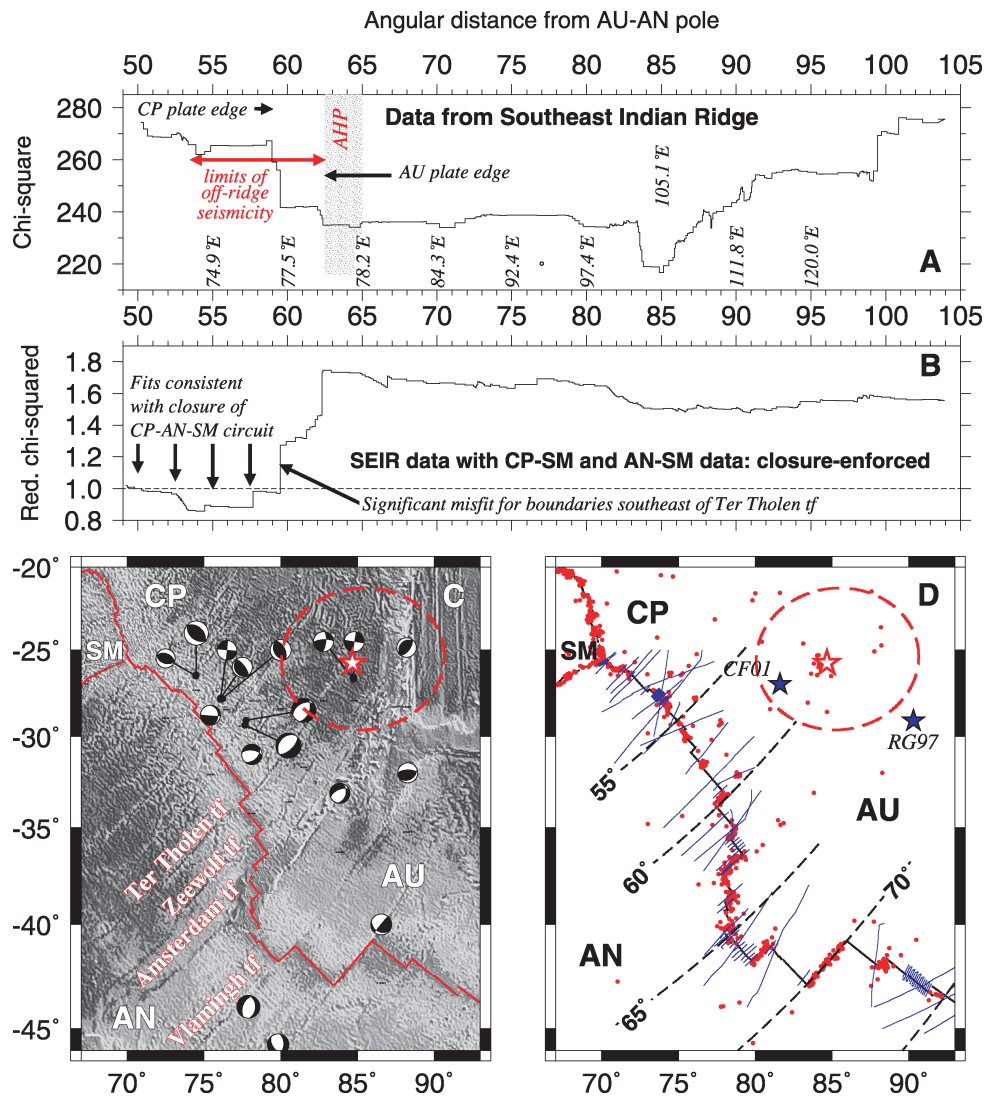 Angular distance from AU-AN pole
50 55 60 65 70 75 80 85 90 95 100 105
280
260
240
220
Chi-square
CP plate edge
AHP
Data from Southeast Indian Ridge
limits of
off-ridge
seismicity
AU plate edge
105.1°E
74.9°E 77.5°E 78.2°E 84.3°E 92.4°E 97.4°E 111.8°E 120.0°E
A
50 55 60 65 70 75 80 85 90 95 100 105
1.8
1.6
1.4
1.2
1.0
0.8
Red. chi-squared
B
Fits consistent
with closure of
CP-AN-SM circuit
SEIR data with CP-SM and AN-SM data: closure-enforced
Significant misfit for boundaries southeast of Ter Tholen tf
-20°
-25°
-30°
-35°
-40°
-45°
CP
C
SM
Ter Tholen tf
Zeewolf tf
Amsterdam tf
Vlamingh tf
AU
AN
70° 75° 80° 85° 90°
D
CP
SM
CF01
RG97
55°
AU
60°
70°
AN
65°
70° 75° 80° 85° 90°